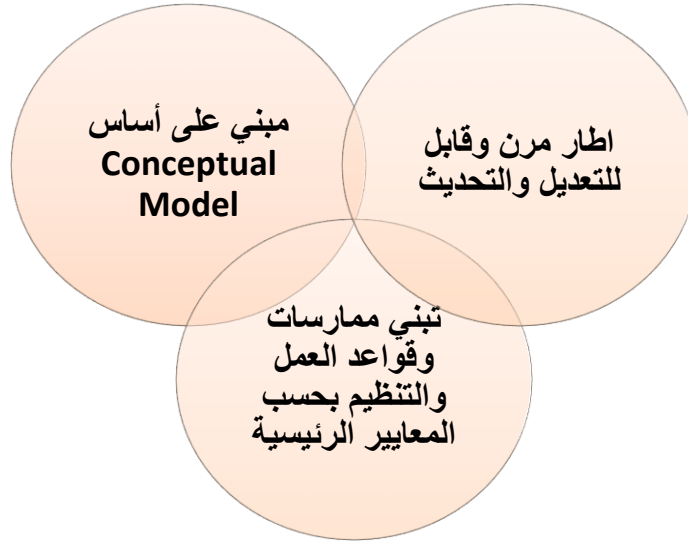 مبني على أساس
Conceptual
Model
اطار مرن وقابل
للتعديل والتحديث
تبني ممارسات
وقواعد العمل
والتنظيم بحسب
المعايير الرئيسية